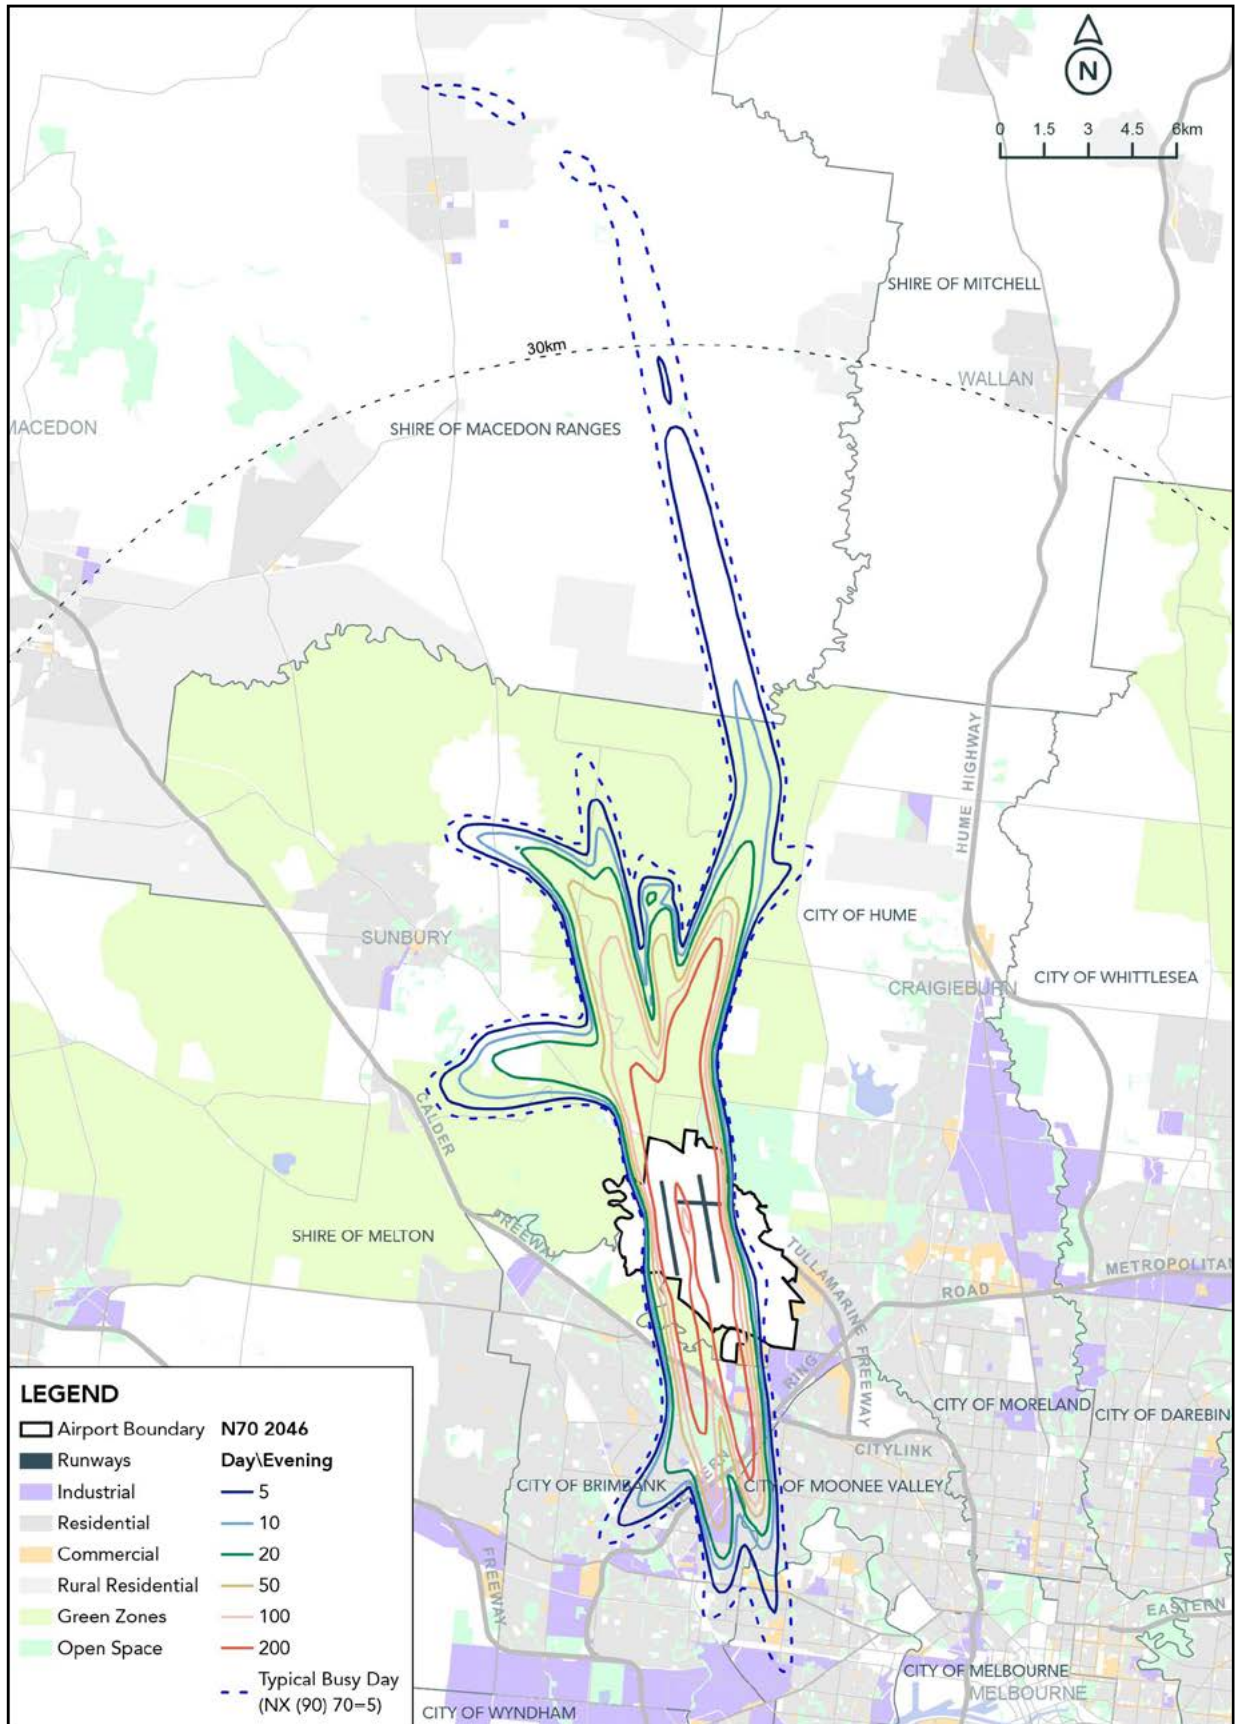 N
0 1.5 3 4.5 6km
SHIRE OF MITCHELL
30km
WALLAN
MACEDON
SHIRE OF MACEDON RANGES
HUME HIGHWAY
CITY OF HUME
SUNBURY
CITY OF WHITTLESEA
CRAIGIEBURN
CALDER
FREEWAY
SHIRE OF MELTON
TULLAMARINE FREEWAY
METROPOLITAN
ROAD
RING
LEGEND
Airport Boundary N70 2046
Runways Day\Evening
Industrial 5
Residential 10
Commercial 20
Rural Residential 50
Green Zones 100
Open Space 200
Typical Busy Day
(NX (90) 70=5)
CITY OF MORELAND
CITY OF DAREBIN
CITYLINK
CITY OF BRIMBANK
CITY OF MOONEE VALLEY
FREEWAY
EASTERN
CITY OF MELBOURNE
MELBOURNE
CITY OF WYNDHAM